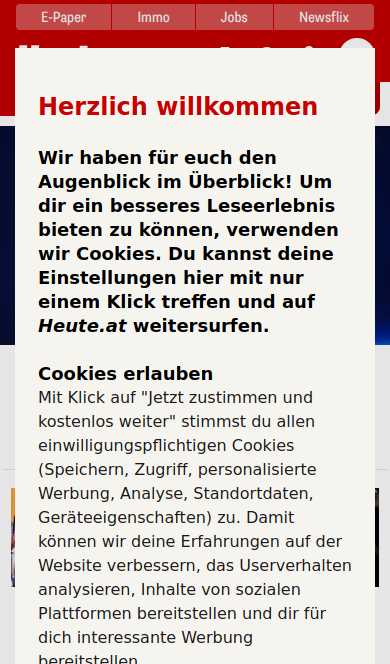 E-Paper Immo Jobs Newsflix
Herzlich willkommen
Wir haben für euch den
Augenblick im Überblick! Um
dir ein besseres Leseerlebnis
bieten zu können, verwenden
wir Cookies. Du kannst deine
Einstellungen hier mit nur
einem Klick treffen und auf
Heute.at weitersurfen.
Cookies erlauben
Mit Klick auf "Jetzt zustimmen und
kostenlos weiter" stimmst du allen
einwilligungspflichtigen Cookies
(Speichern, Zugriff, personalisierte
Werbung, Analyse, Standortdaten,
Geräteeigenschaften) zu. Damit
können wir deine Erfahrungen auf der
Website verbessern, das Userverhalten
analysieren, Inhalte von sozialen
Plattformen bereitstellen und dir für
dich interessante Werbung
bereitstellen